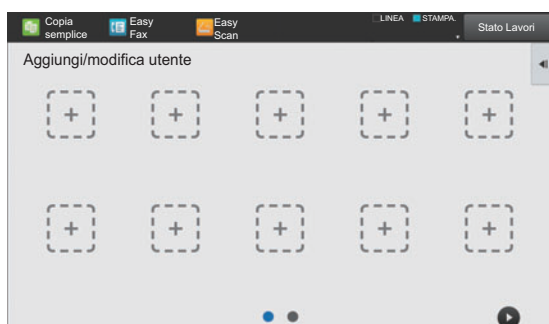 Copia
semplice
Easy
Fax
Easy
Scan
LINEA
STAMPA.
Stato Lavori
Aggiungi/modifica utente